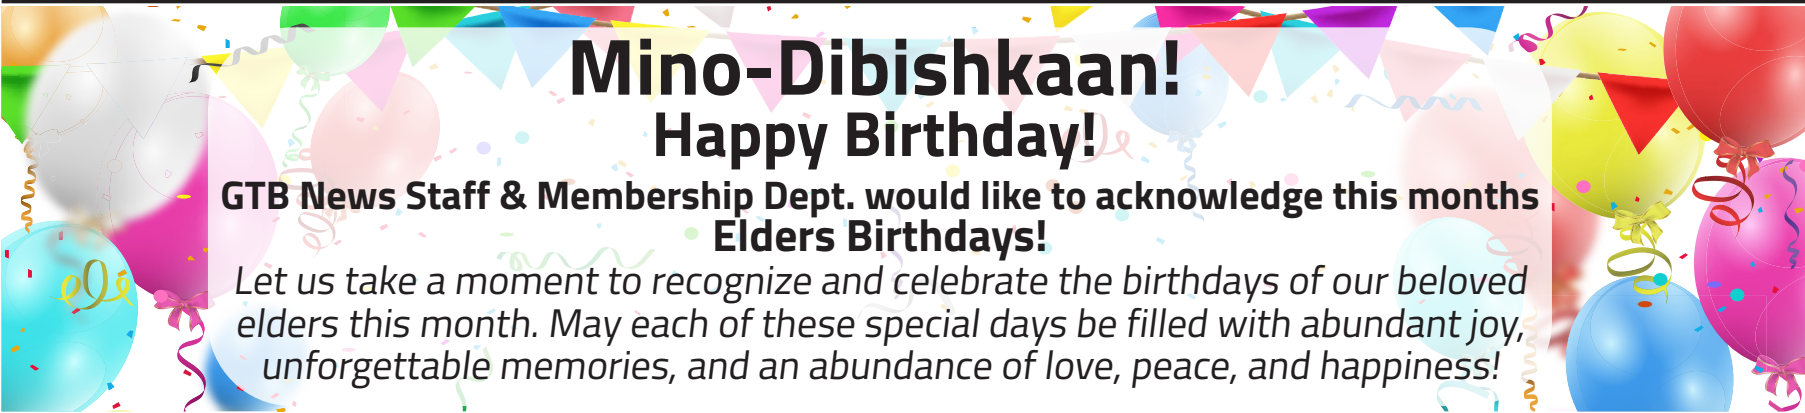 Mino-Dibishkaan!
Happy Birthday!
GTB News Staff & Membership Dept. would like to acknowledge this months
Elders Birthdays!
Let us take a moment to recognize and celebrate the birthdays of our beloved
elders this month. May each of these special days be filled with abundant joy,
unforgettable memories, and an abundance of love, peace, and happiness!